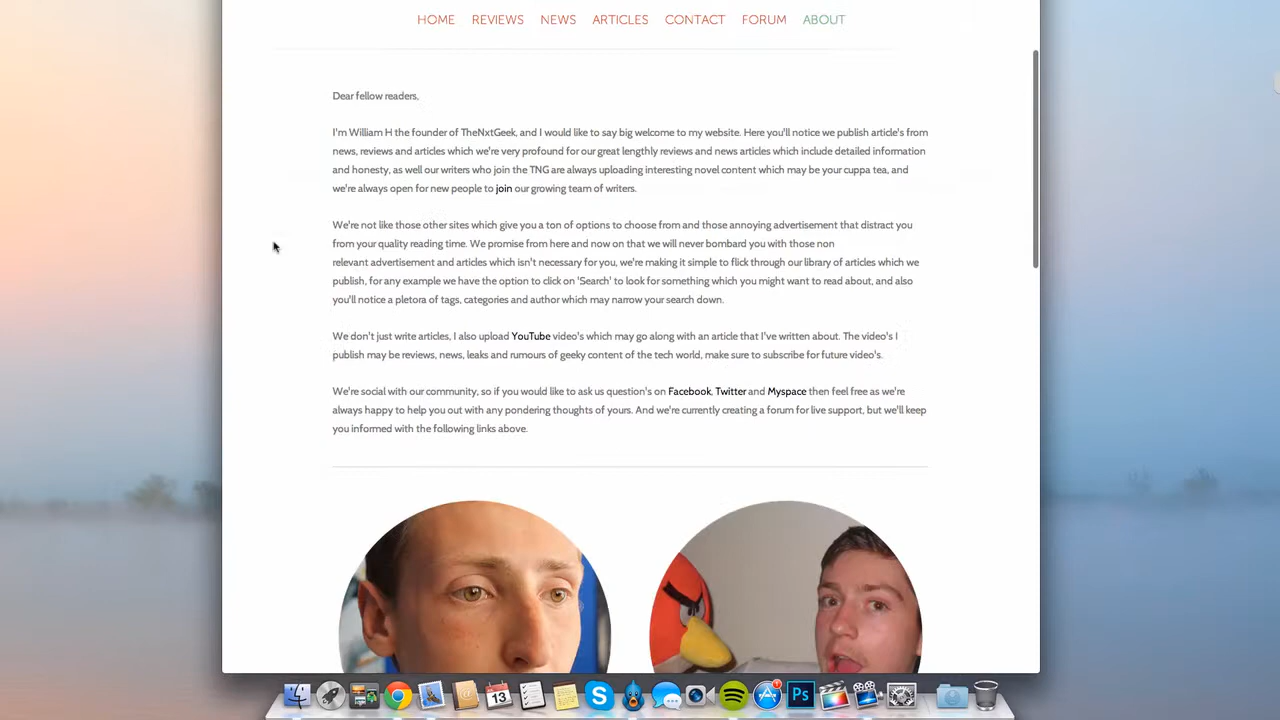 HOME REVIEWS NEWS ARTICLES CONTACT FORUM ABOUT
Dear fellow readers,
I'm William H the founder of TheNxtGeek, and I would like to say big welcome to my website. Here you'll notice we publish article's from
news, reviews and articles which we're very profound for our great lengthly reviews and news articles which include detailed information
and honesty, as well our writers who join the TNG are always uploading interesting novel content which may be your cuppa tea, and
we're always open for new people to join our growing team of writers.
We're not like those other sites which give you a ton of options to choose from and those annoying advertisement that distract you
from your quality reading time. We promise from here and now on that we will never bombard you with those non
relevant advertisement and articles which isn't necessary for you, we're making it simple to flick through our library of articles which we
publish, for any example we have the option to click on 'Search' to look for something which you might want to read about, and also
you'll notice a pletora of tags, categories and author which may narrow your search down.
We don't just write articles, I also upload YouTube video's which may go along with an article that I've written about. The video's I
publish may be reviews, news, leaks and rumours of geeky content of the tech world, make sure to subscribe for future video's.
We're social with our community, so if you would like to ask us question's on Facebook, Twitter and Myspace then feel free as we're
always happy to help you out with any pondering thoughts of yours. And we're currently creating a forum for live support, but we'll keep
you informed with the following links above.
13
S
Ps